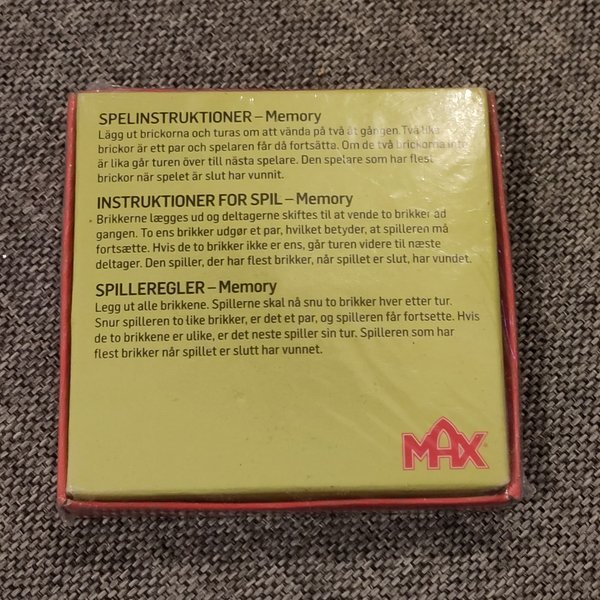 SPELINSTRUKTIONER – Memory
Lägg ut brickorna och turas om att vända på två åt gången. Två lika
brickor är ett par och spelaren får då fortsätta. Om de två brickorna inte
är lika går turen över till nästa spelare. Den spelare som har flest
brickor när spelet är slut har vunnit.
INSTRUKTIONER FOR SPIL – Memory
Brikkerne lægges ud og deltagerne skiftes til at vende to brikker ad
gangen. To ens brikker udgør et par, hvilket betyder, at spilleren må
fortsætte. Hvis de to brikker ikke er ens, går turen videre til næste
deltager. Den spiller, der har flest brikker, når spillet er slut, har vundet.
SPILLEREGLER – Memory
Legg ut alle brikkene. Spillerne skal nå snu to brikker hver etter tur.
Snur spilleren to like brikker, er det et par, og spilleren får fortsette. Hvis
de to brikkene er ulike, er det neste spiller sin tur. Spilleren som har
flest brikker når spillet er slutt har vunnet.
MAX